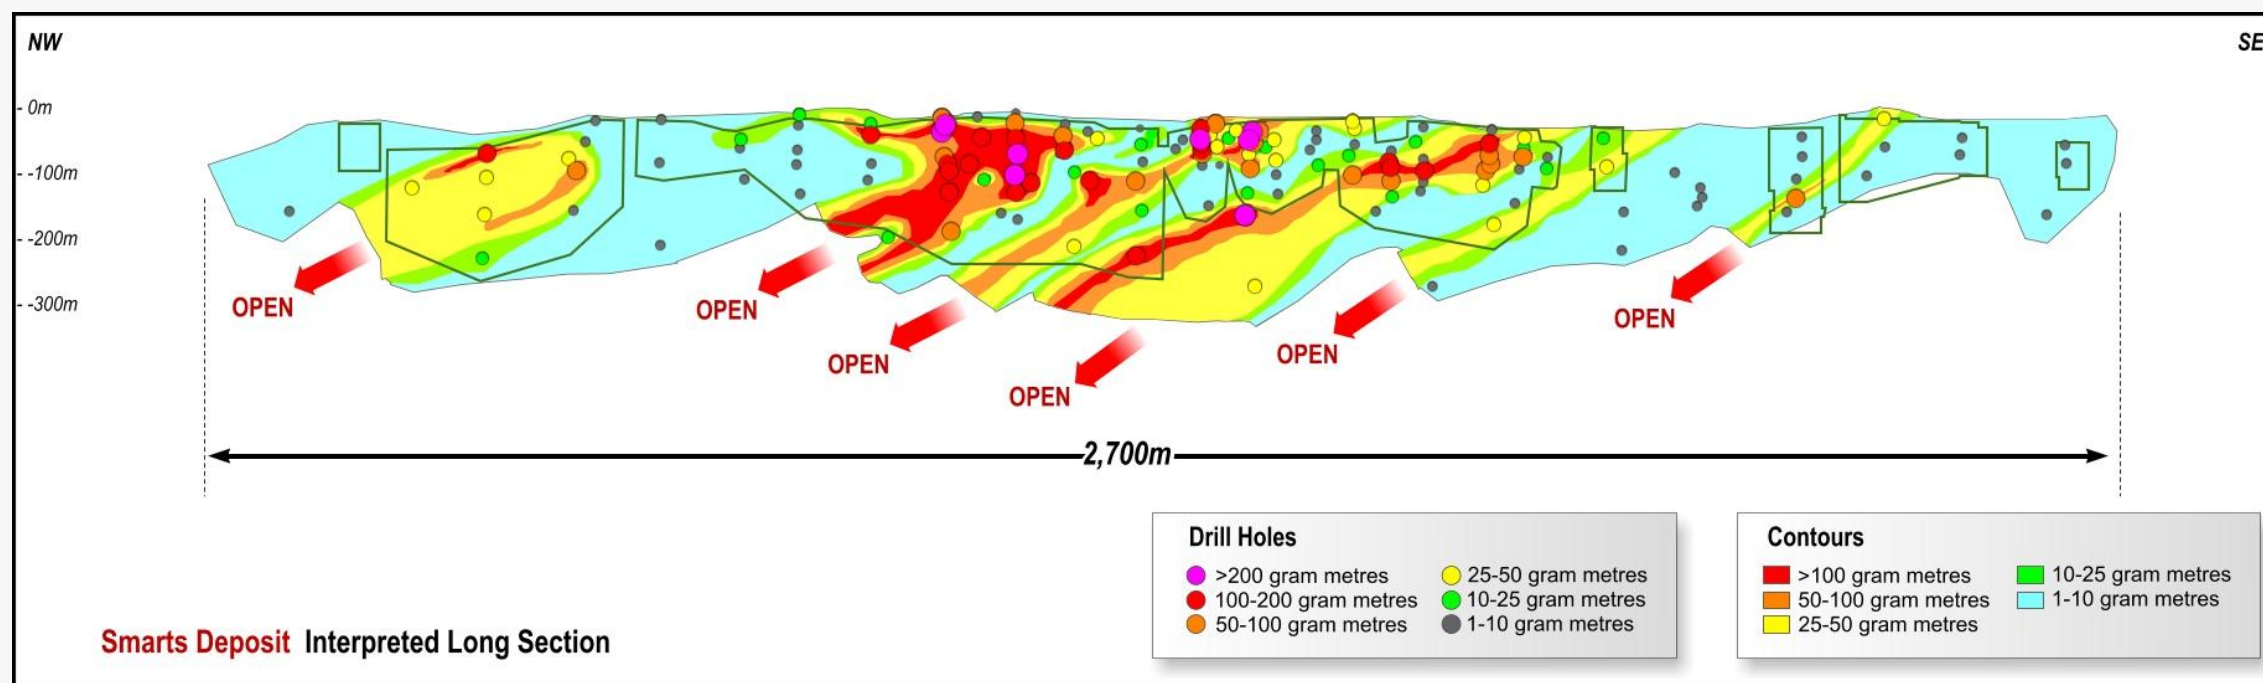 NW
SE
- 0m
- -100m
- -200m
- -300m
OPEN
OPEN
OPEN
OPEN
OPEN
OPEN
2,700m
Drill Holes
>200 gram metres
100-200 gram metres
50-100 gram metres
25-50 gram metres
10-25 gram metres
1-10 gram metres
Contours
>100 gram metres
50-100 gram metres
25-50 gram metres
10-25 gram metres
1-10 gram metres
Smarts Deposit Interpreted Long Section